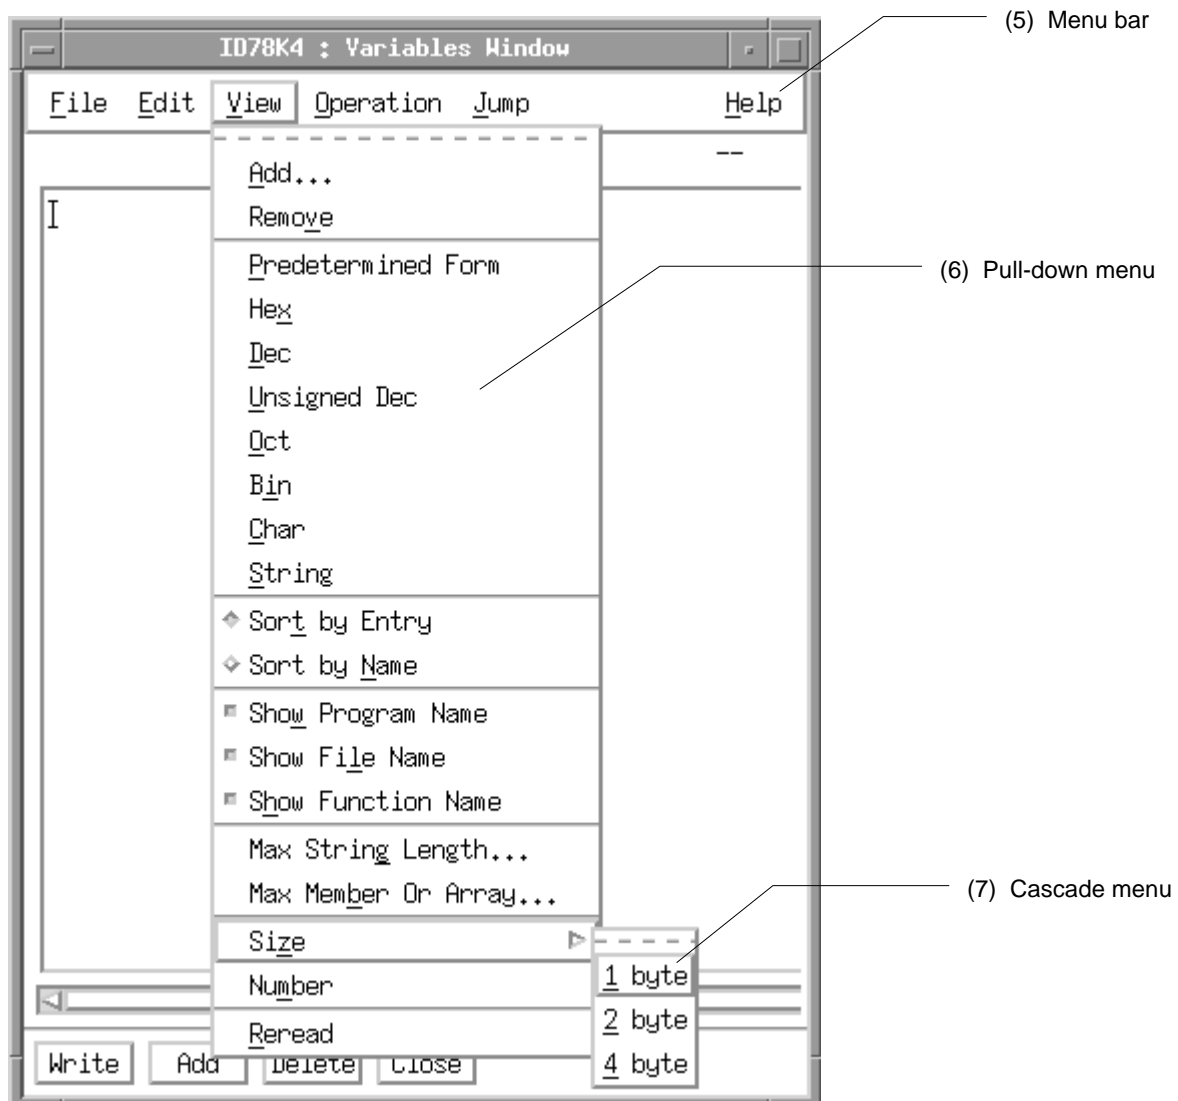 (5) Menu bar
ID78K4 : Variables Window
File Edit View Operation Jump Help
--
Add...
Remove
Predetermined Form
(6) Pull-down menu
Hex
Dec
Unsigned Dec
Oct
Bin
Char
String
Sort by Entry
Sort by Name
Show Program Name
Show File Name
Show Function Name
Max String Length...
Max Member Or Array...
(7) Cascade menu
Size
1 byte
Number
2 byte
Reread
4 byte
Write Add Delete Close